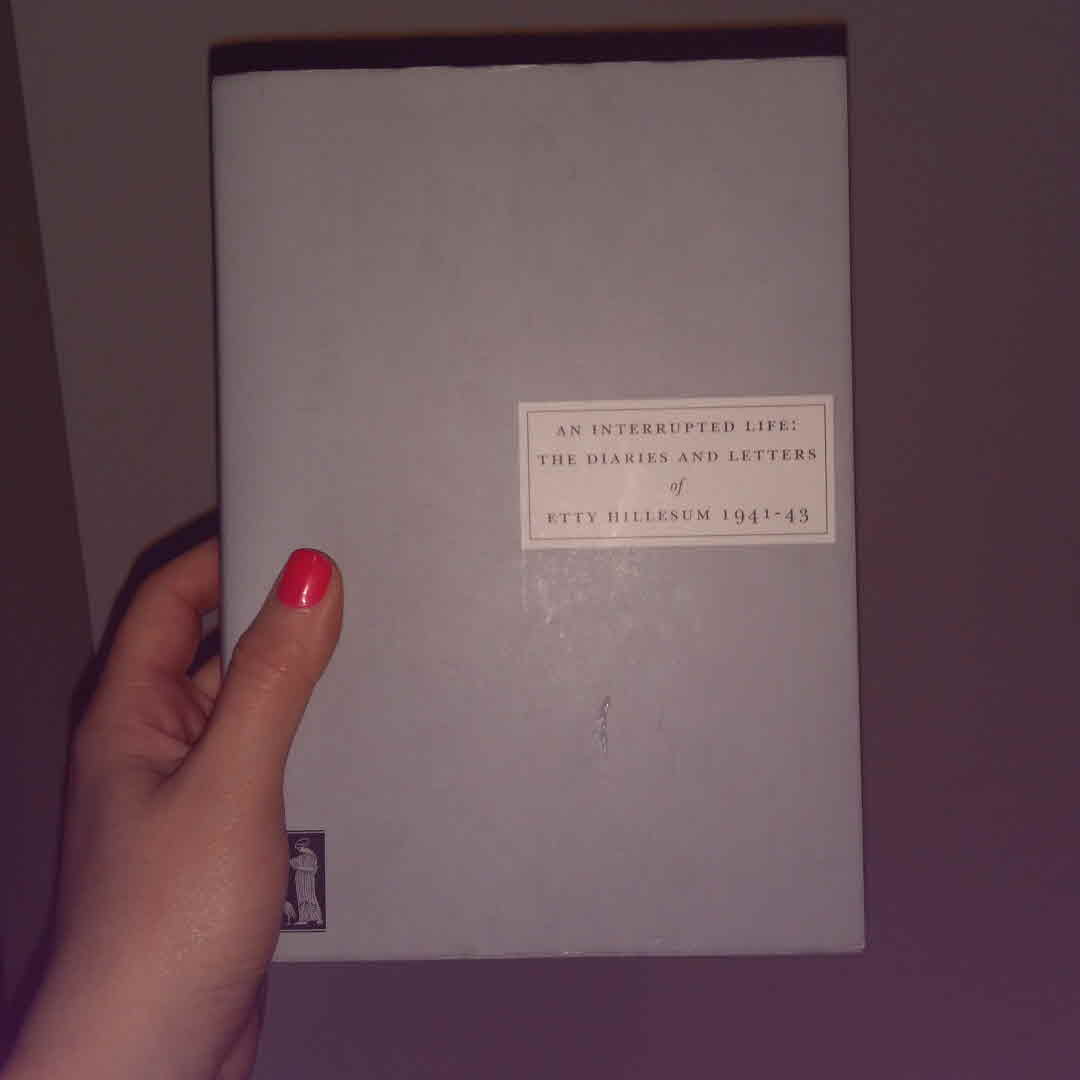 AN INTERRUPTED LIFE:
THE DIARIES AND LETTERS
of
ETTY HILLESUM 1941-43